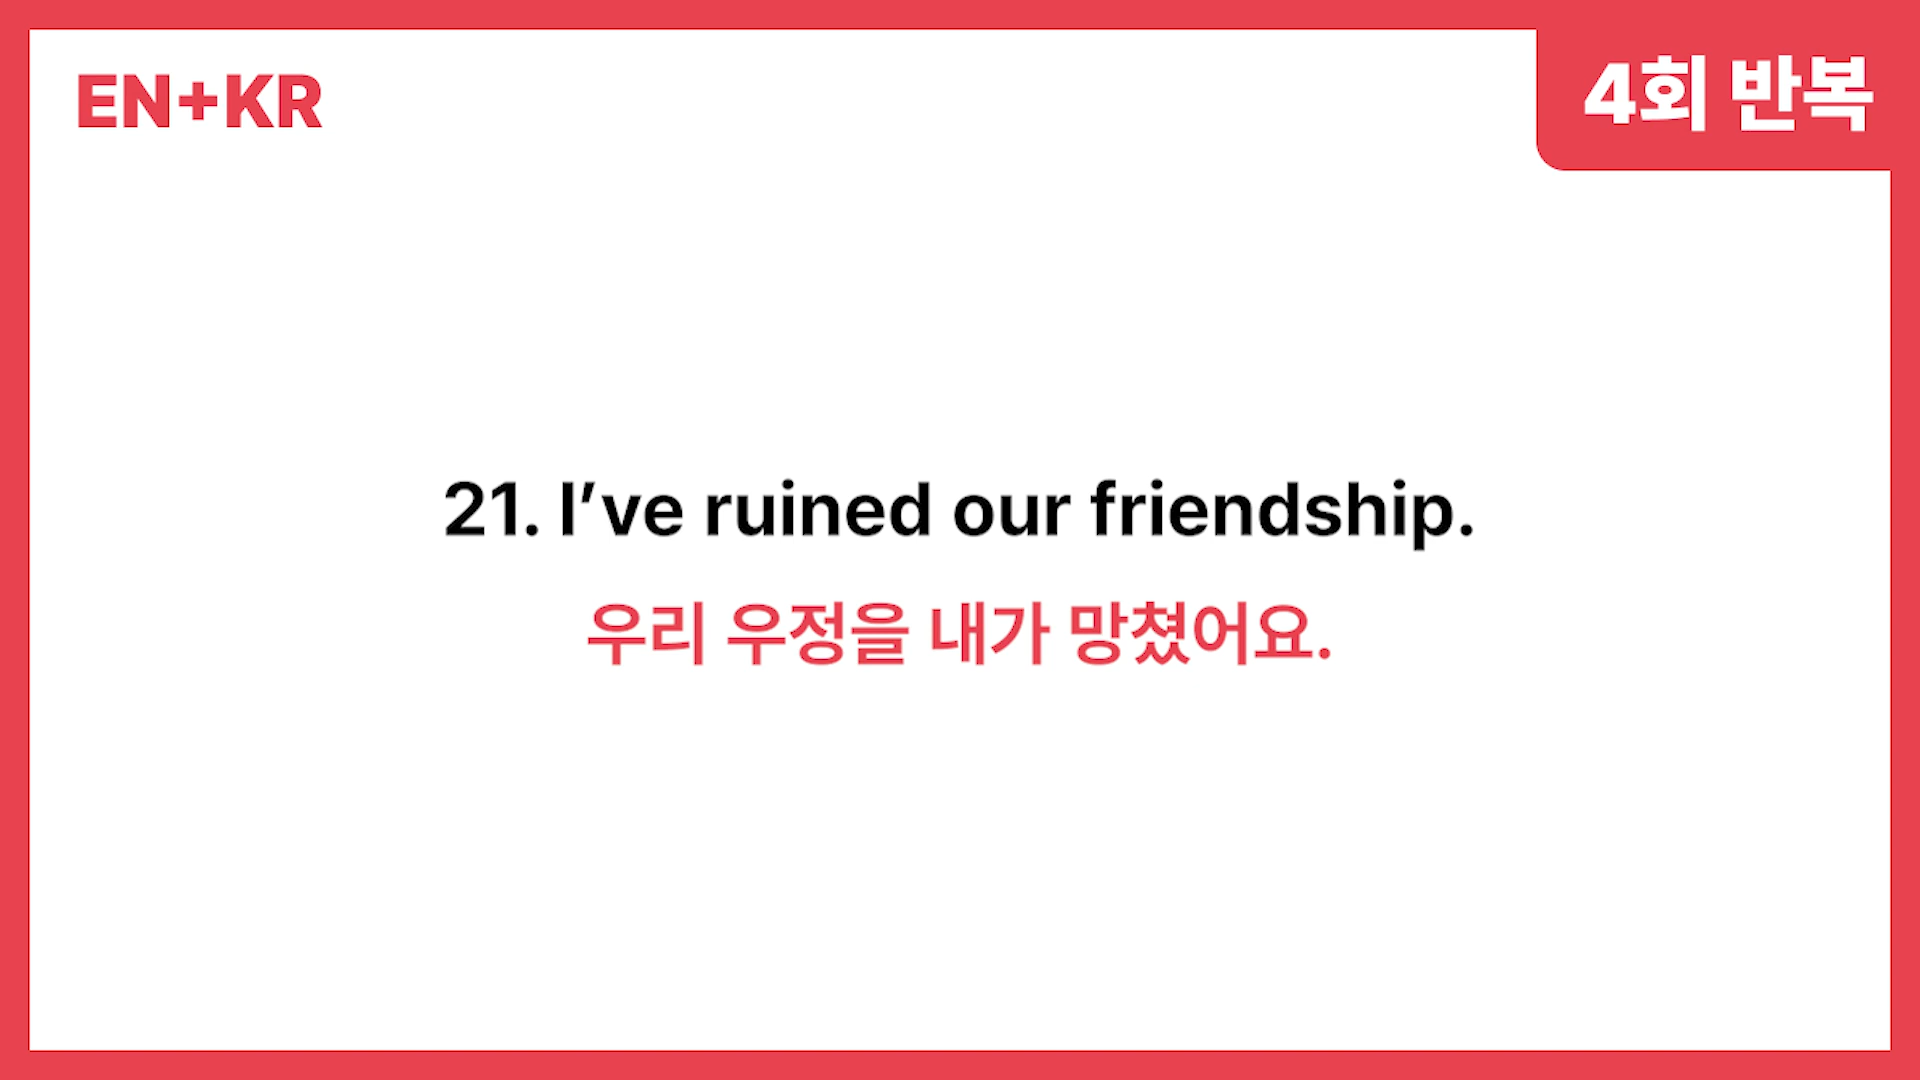 EN+KR
4회 반복
21. I’ve ruined our friendship.
우리 우정을 내가 망쳤어요.